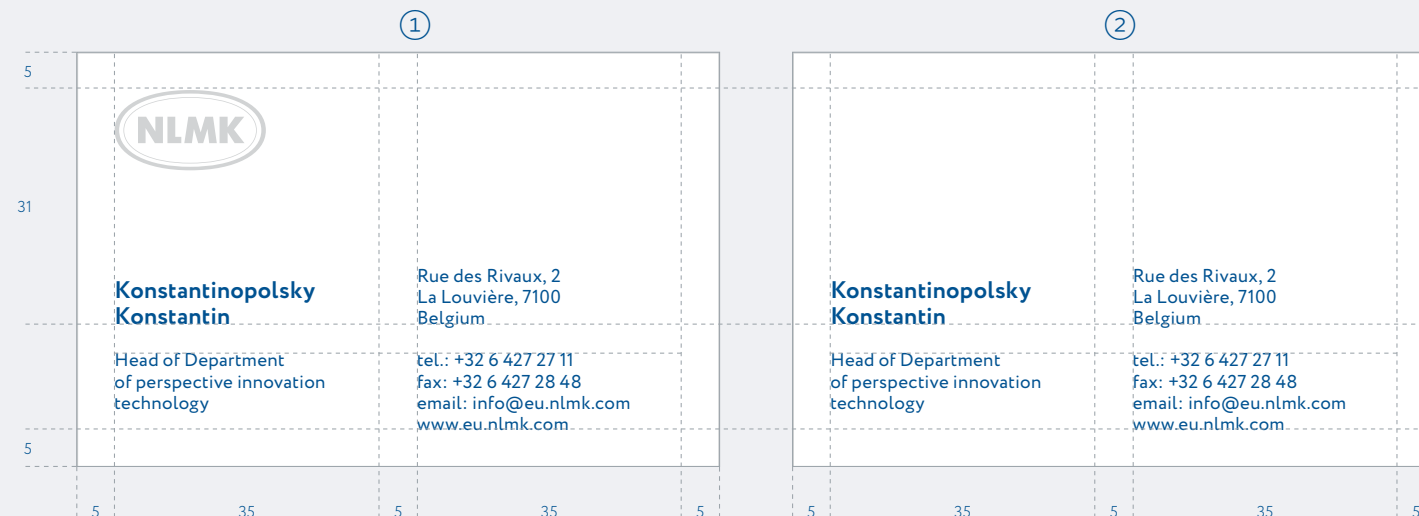 1
2
5
31
5
NLMK
Konstantinopolsky
Konstantin
Head of Department
of perspective innovation
technology
Rue des Rivaux, 2
La Louvière, 7100
Belgium
tel.: +32 6 427 27 11
fax: +32 6 427 28 48
email: info@eu.nlmk.com
www.eu.nlmk.com
Konstantinopolsky
Konstantin
Head of Department
of perspective innovation
technology
Rue des Rivaux, 2
La Louvière, 7100
Belgium
tel.: +32 6 427 27 11
fax: +32 6 427 28 48
email: info@eu.nlmk.com
www.eu.nlmk.com
5 35 5 35 5 5 35 5 35 5